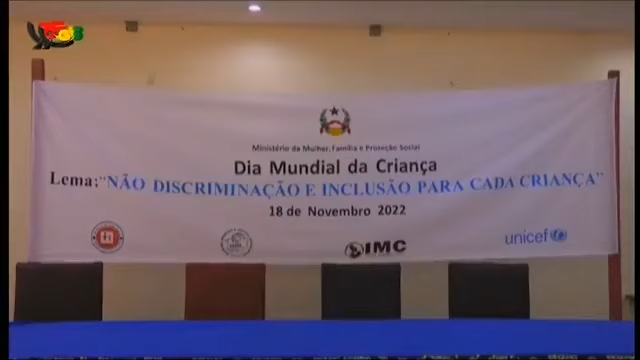 Ministério da Mulher, Família e Proteção Social
Dia Mundial da Criança
Lema:"NÃO DISCRIMINAÇÃO E INCLUSÃO PARA CADA CRIANÇA"
18 de Novembro 2022
IMC
unicef